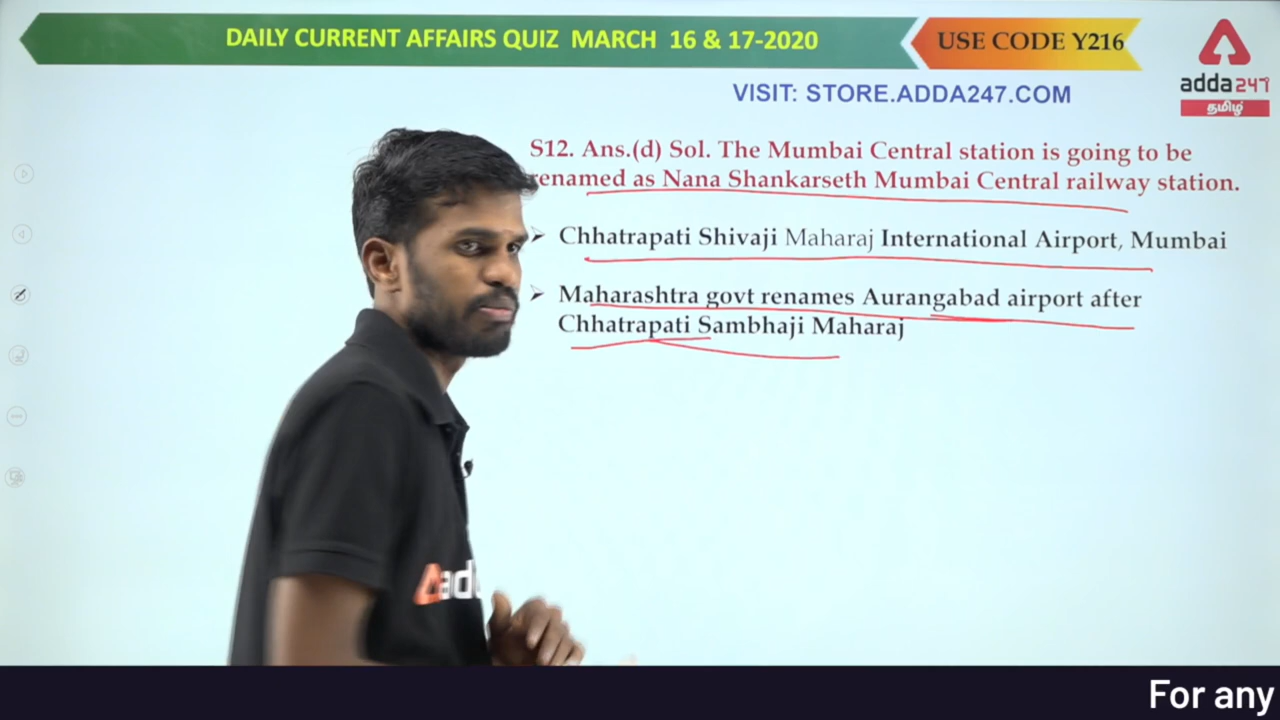 DAILY CURRENT AFFAIRS QUIZ MARCH 16 & 17-2020
USE CODE Y216
adda247
தமிழ்
VISIT: STORE.ADDA247.COM
S12. Ans.(d) Sol. The Mumbai Central station is going to be
renamed as Nana Shankarseth Mumbai Central railway station.
➢ Chhatrapati Shivaji Maharaj International Airport, Mumbai
➢ Maharashtra govt renames Aurangabad airport after
Chhatrapati Sambhaji Maharaj
add
For any